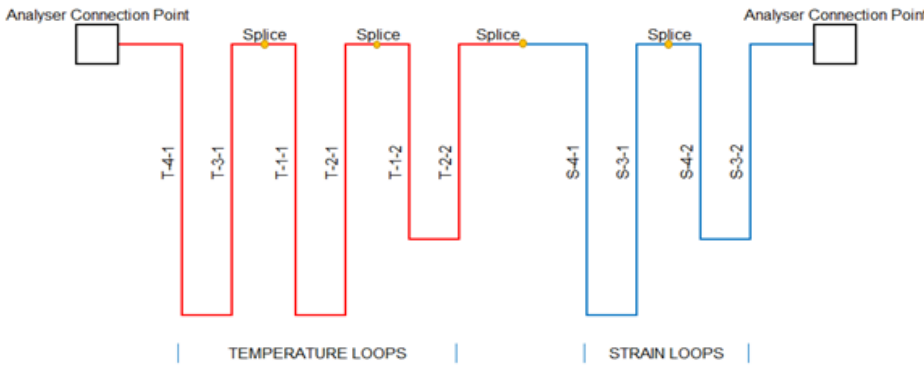 Analyser Connection Point
Analyser Connection Point
Splice
Splice
Splice
Splice
T-4-1
T-3-1
T-1-1
T-2-1
T-1-2
T-2-2
S-4-1
S-3-1
S-4-2
S-3-2
TEMPERATURE LOOPS
STRAIN LOOPS